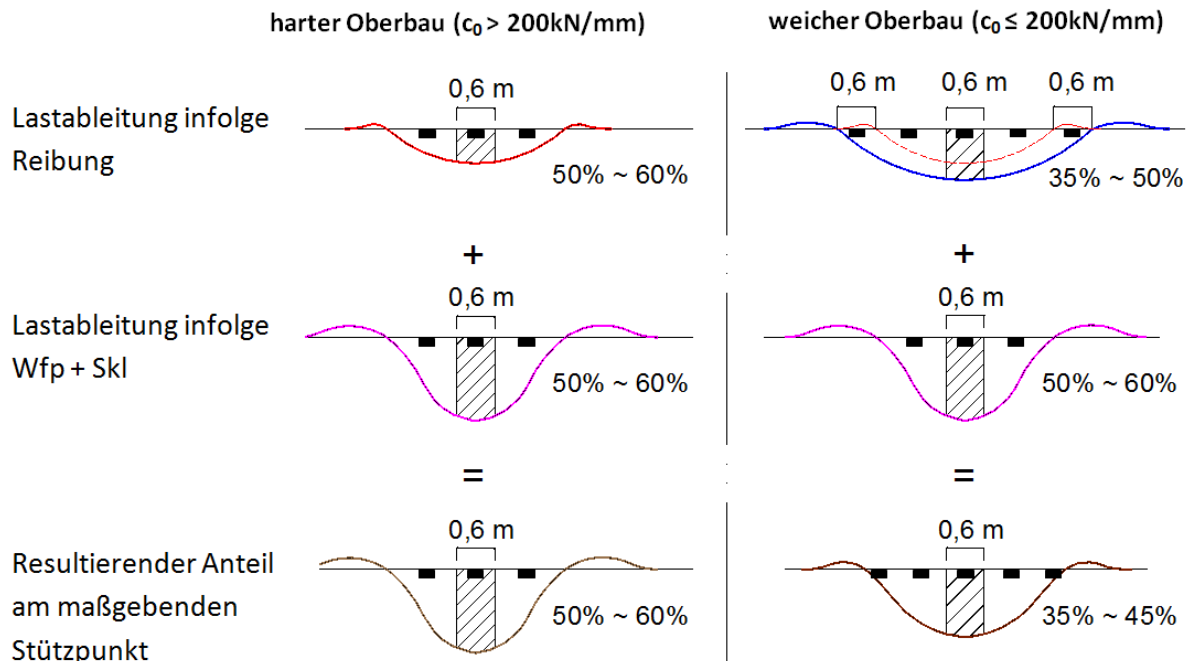 harter Oberbau (c₀ > 200kN/mm)
weicher Oberbau (c₀ ≤ 200kN/mm)
Lastableitung infolge
Reibung
0,6 m
50% ~ 60%
0,6 m
0,6 m
0,6 m
35% ~ 50%
+
+
Lastableitung infolge
Wfp + Skl
0,6 m
50% ~ 60%
0,6 m
50% ~ 60%
=
=
Resultierender Anteil
am maßgebenden
Stützpunkt
0,6 m
50% ~ 60%
0,6 m
35% ~ 45%